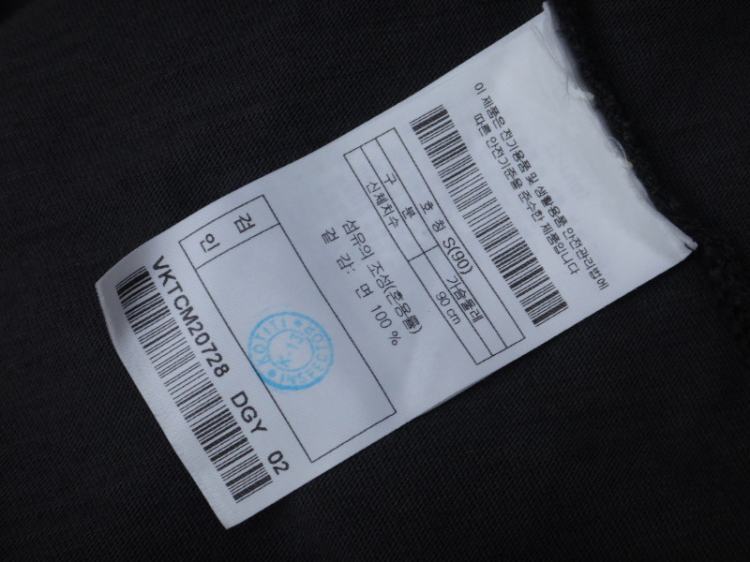 이 제품은 전기용품 및 생활용품 안전관리법에
따른 안전기준을 준수한 제품입니다
호 칭 S(90)
구 분 가슴둘레
신체치수 90 cm
섬유의 조성(혼용률)
겉 감: 면 100 %
검
인
KOTITI
INSPEC
VKTCM20728 DGY 02